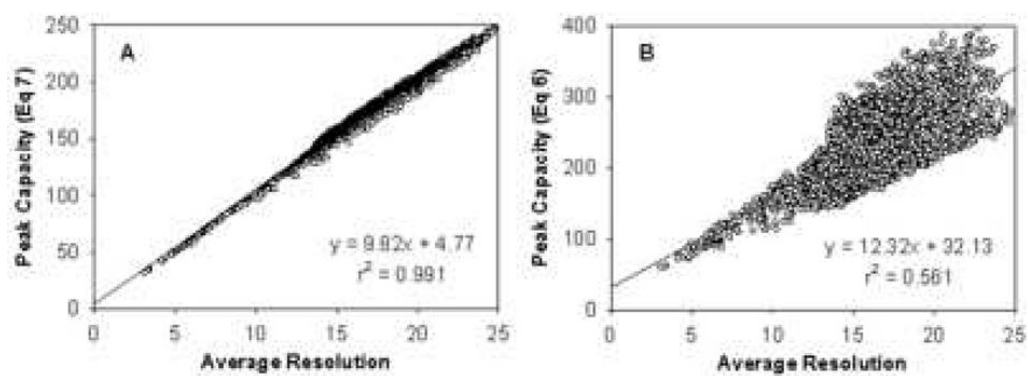 A
Peak Capacity (Eq 7)
250
200
150
100
50
0
y = 9.82x + 4.77
r² = 0.991
0 5 10 15 20 25
Average Resolution
B
Peak Capacity (Eq 6)
400
300
200
100
0
y = 12.32x + 32.13
r² = 0.561
0 5 10 15 20 25
Average Resolution